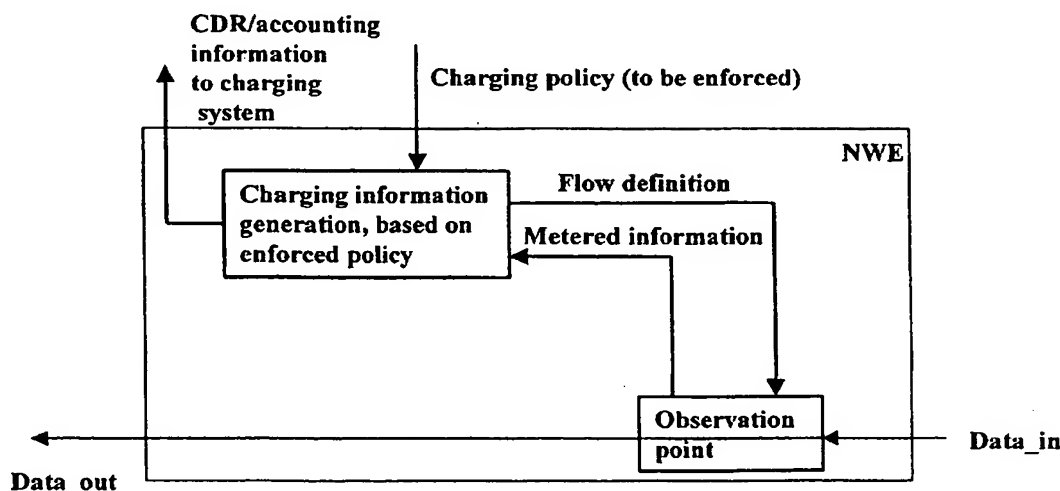 CDR/accounting
information
to charging
system
Charging policy (to be enforced)
NWE
Charging information
generation, based on
enforced policy
Flow definition
Metered information
Observation
point
Data_in
Data out